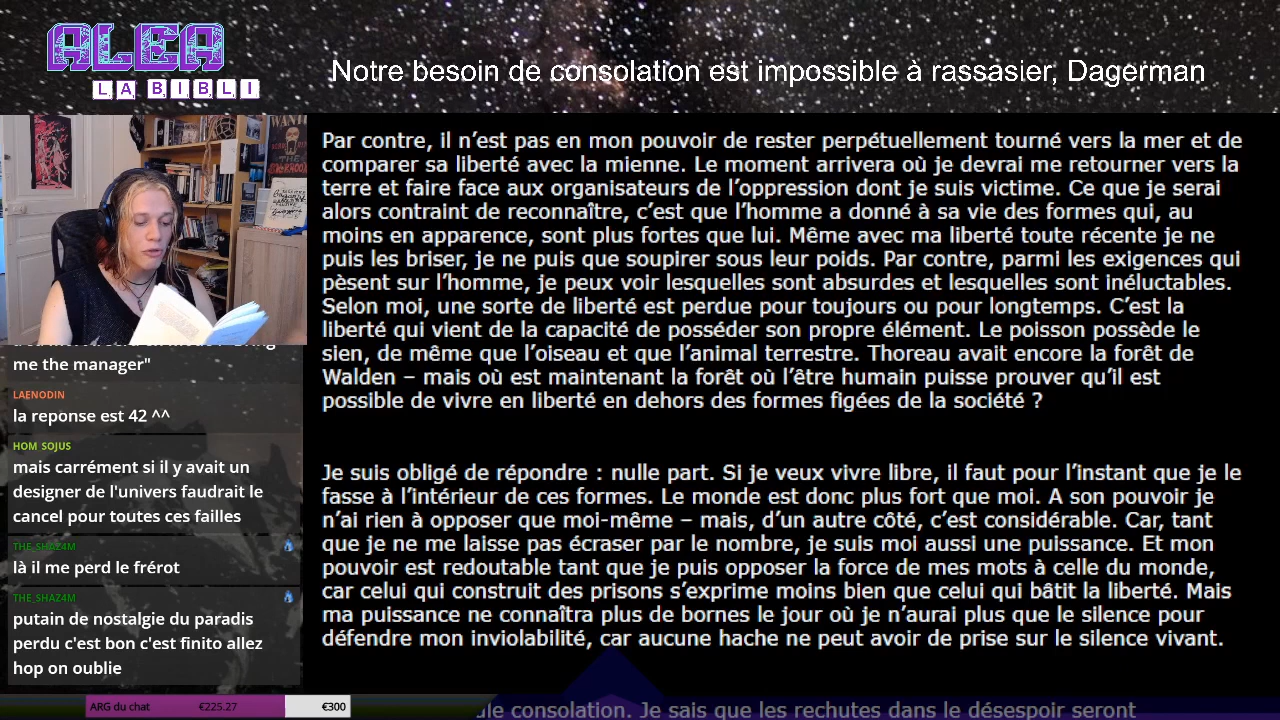 ALEA
LA BIBLI
Notre besoin de consolation est impossible à rassasier, Dagerman
WANTED
me the manager"
LAENODIN
la reponse est 42 ^^
HOM SOJUS
mais carrément si il y avait un
designer de l'univers faudrait le
cancel pour toutes ces failles
THE_SHAZ4M
là il me perd le frérot
THE_SHAZ4M
putain de nostalgie du paradis
perdu c'est bon c'est finito allez
hop on oublie
ARG du chat €225.27 €300
Par contre, il n’est pas en mon pouvoir de rester perpétuellement tourné vers la mer et de
comparer sa liberté avec la mienne. Le moment arrivera où je devrai me retourner vers la
terre et faire face aux organisateurs de l’oppression dont je suis victime. Ce que je serai
alors contraint de reconnaître, c’est que l’homme a donné à sa vie des formes qui, au
moins en apparence, sont plus fortes que lui. Même avec ma liberté toute récente je ne
puis les briser, je ne puis que soupirer sous leur poids. Par contre, parmi les exigences qui
pèsent sur l’homme, je peux voir lesquelles sont absurdes et lesquelles sont inéluctables.
Selon moi, une sorte de liberté est perdue pour toujours ou pour longtemps. C’est la
liberté qui vient de la capacité de posséder son propre élément. Le poisson possède le
sien, de même que l’oiseau et que l’animal terrestre. Thoreau avait encore la forêt de
Walden – mais où est maintenant la forêt où l’être humain puisse prouver qu’il est
possible de vivre en liberté en dehors des formes figées de la société ?
Je suis obligé de répondre : nulle part. Si je veux vivre libre, il faut pour l’instant que je le
fasse à l’intérieur de ces formes. Le monde est donc plus fort que moi. A son pouvoir je
n’ai rien à opposer que moi-même – mais, d’un autre côté, c’est considérable. Car, tant
que je ne me laisse pas écraser par le nombre, je suis moi aussi une puissance. Et mon
pouvoir est redoutable tant que je puis opposer la force de mes mots à celle du monde,
car celui qui construit des prisons s’exprime moins bien que celui qui bâtit la liberté. Mais
ma puissance ne connaîtra plus de bornes le jour où je n’aurai plus que le silence pour
défendre mon inviolabilité, car aucune hache ne peut avoir de prise sur le silence vivant.
consolation. Je sais que les rechutes dans le désespoir seront